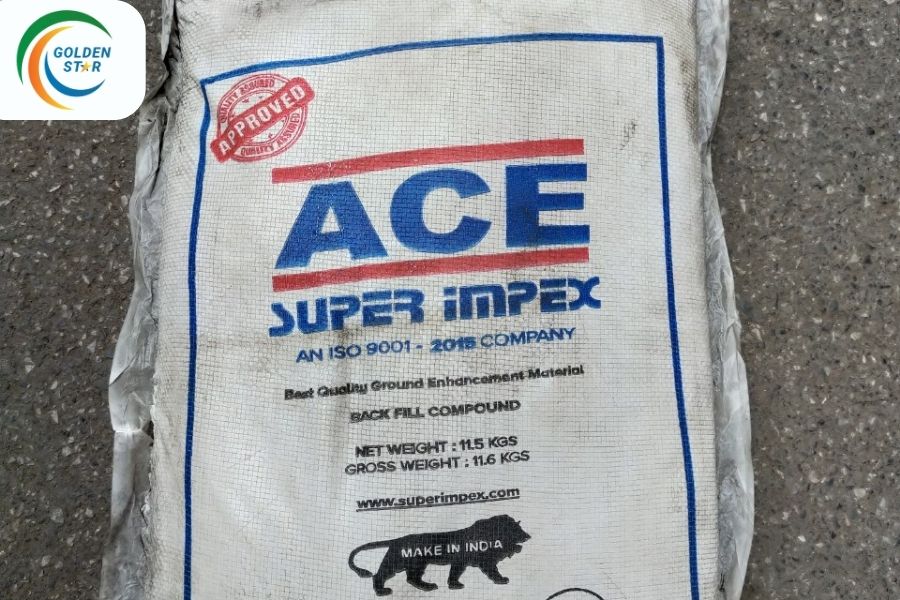 GOLDEN
STAR
QUALITY ASSURED
APPROVED
QUALITY ASSURED
ACE
SUPER IMPEX
AN ISO 9001 - 2015 COMPANY
Best Quality Ground Enhancement Material
BACK FILL COMPOUND
NET WEIGHT : 11.5 KGS
GROSS WEIGHT : 11.6 KGS
www.superimpex.com
MAKE IN INDIA